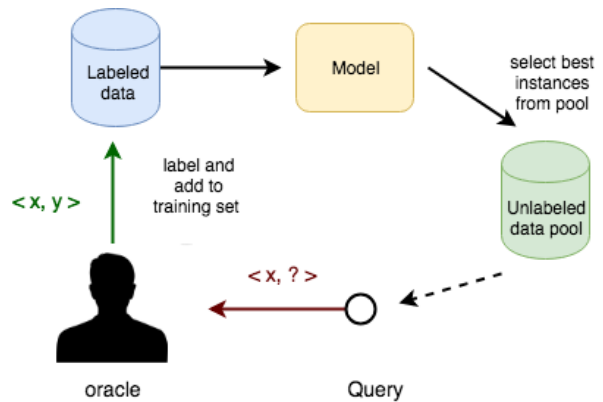 Labeled
data
Model
select best
instances
from pool
label and
add to
training set
< x, y >
Unlabeled
data pool
< x, ? >
oracle
Query